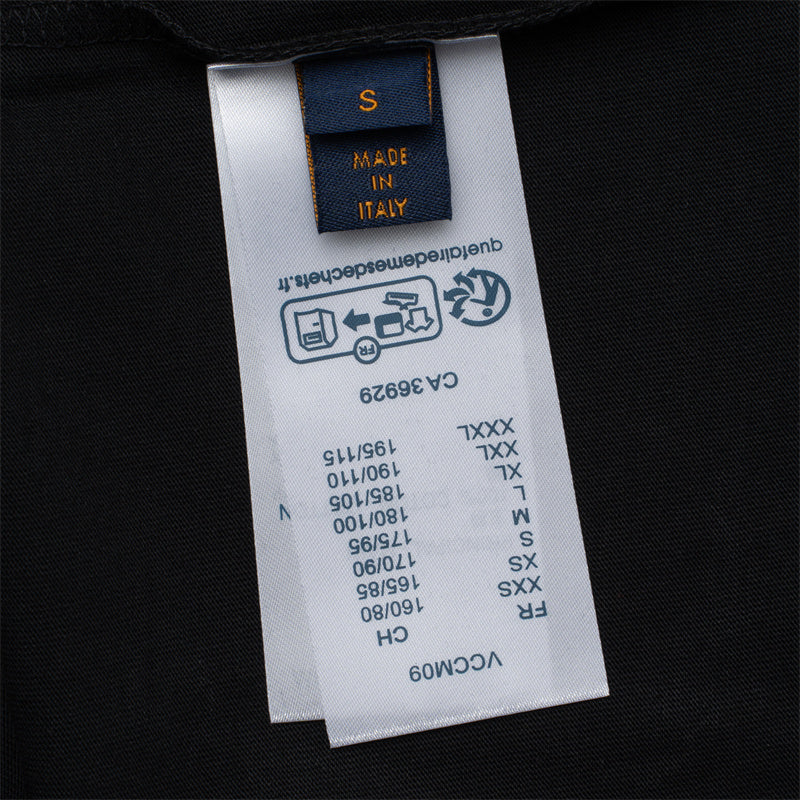 S
MADE
IN
ITALY
VCCM09
FR CH
XXS 160/80
XS 165/85
S 170/90
M 175/95
L 180/100
XL 185/105
XXL 190/110
XXXL 195/115
CA 36929
FR
quefairedemesdechets.fr